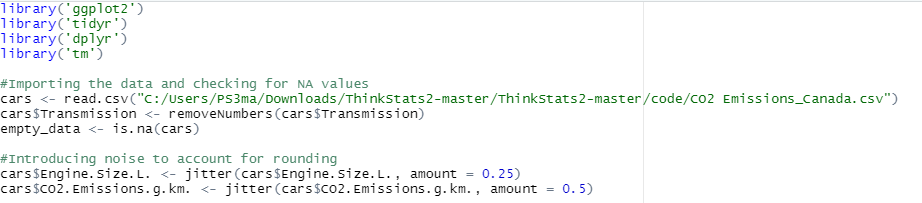 library('ggplot2')
library('tidyr')
library('dplyr')
library('tm')
#Importing the data and checking for NA values
cars <- read.csv("C:/Users/PS3ma/Downloads/ThinkStats2-master/ThinkStats2-master/code/CO2 Emissions_Canada.csv")
cars$Transmission <- removeNumbers(cars$Transmission)
empty_data <- is.na(cars)
#Introducing noise to account for rounding
cars$Engine.Size.L. <- jitter(cars$Engine.Size.L., amount = 0.25)
cars$CO2.Emissions.g.km. <- jitter(cars$CO2.Emissions.g.km., amount = 0.5)